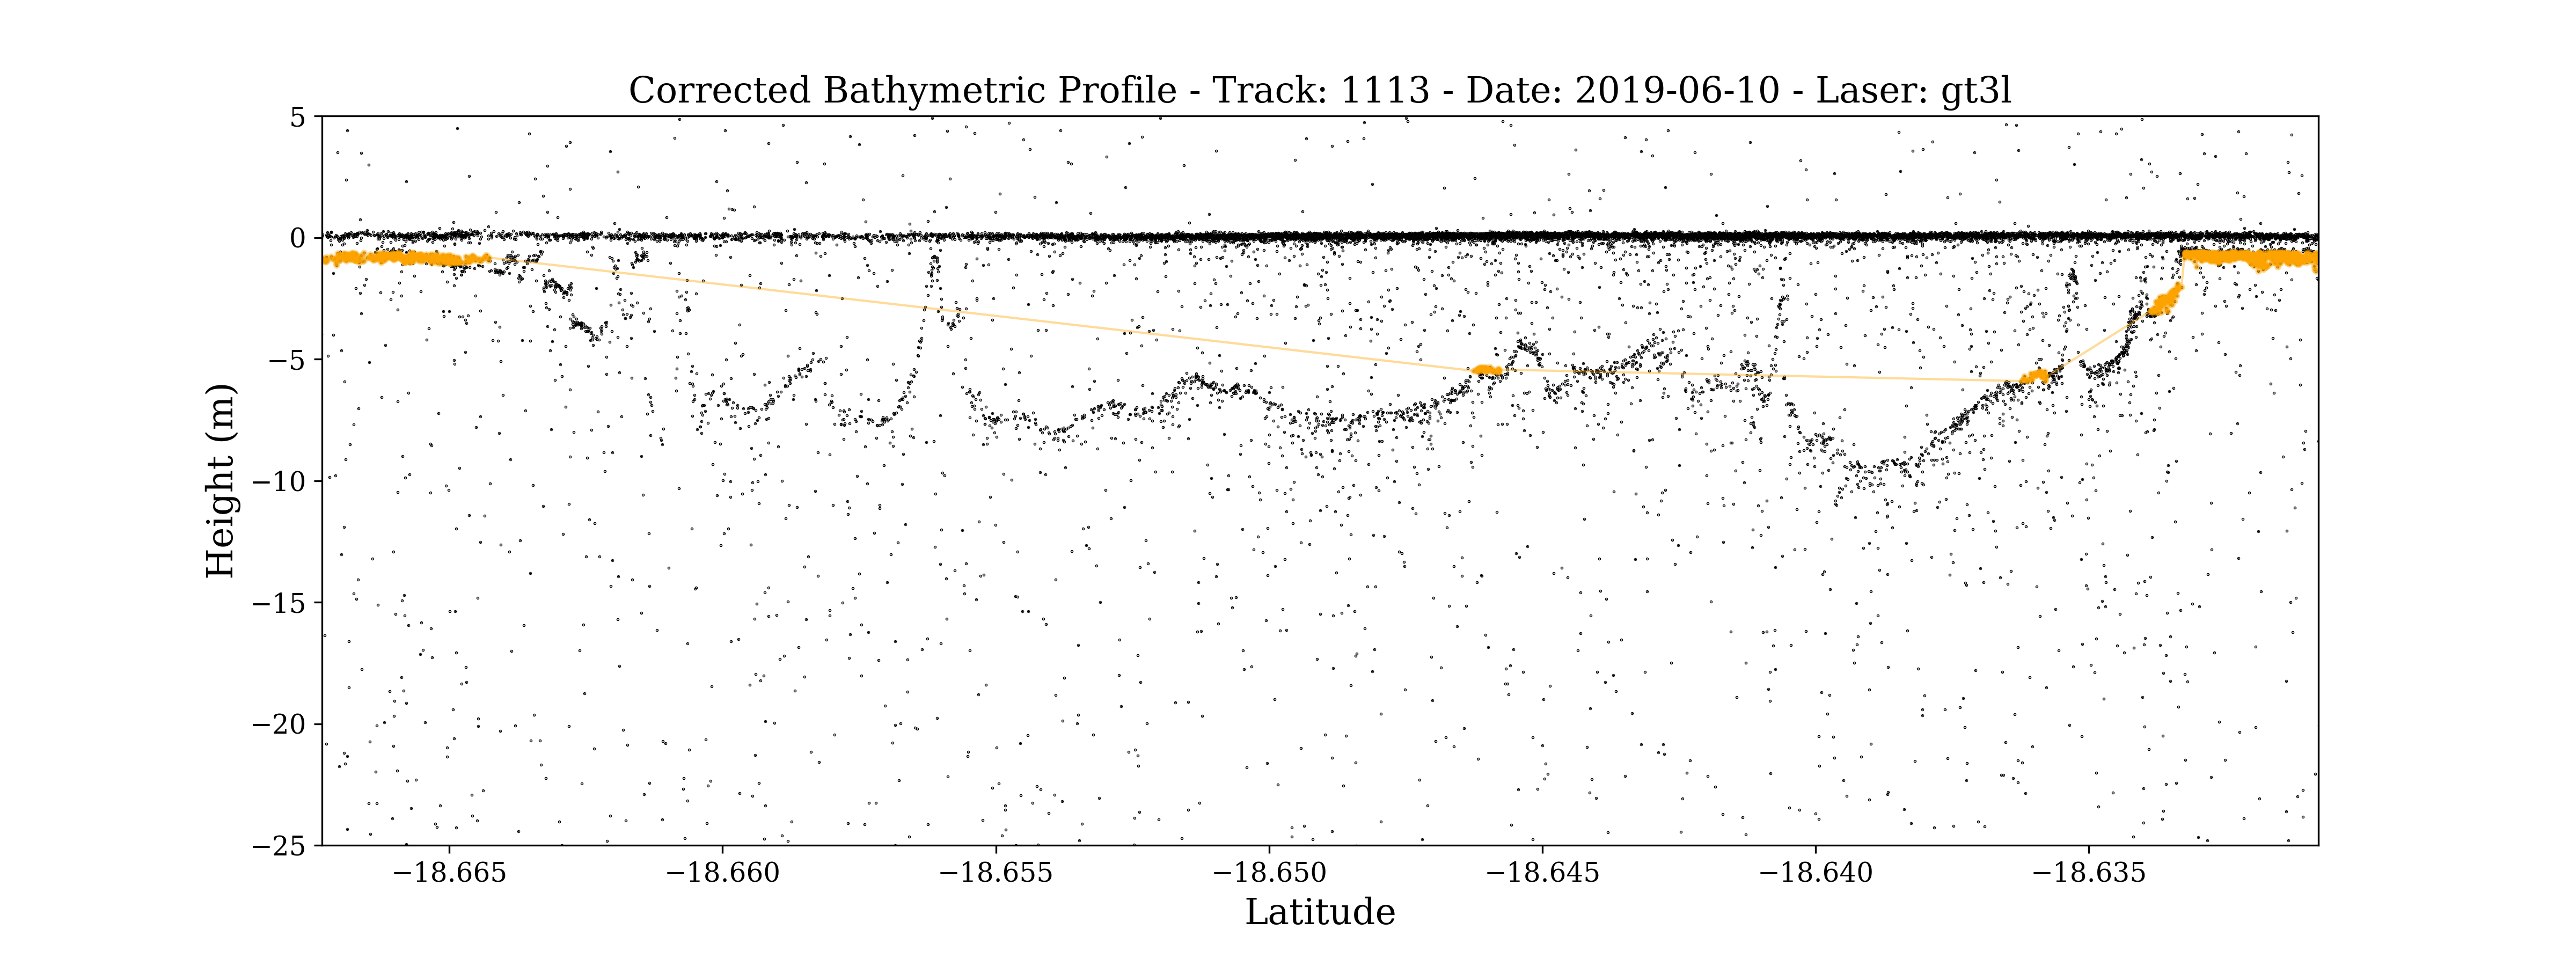 Corrected Bathymetric Profile - Track: 1113 - Date: 2019-06-10 - Laser: gt3l
5
0
−5
−10
−15
−20
−25
Height (m)
−18.665 −18.660 −18.655 −18.650 −18.645 −18.640 −18.635
Latitude